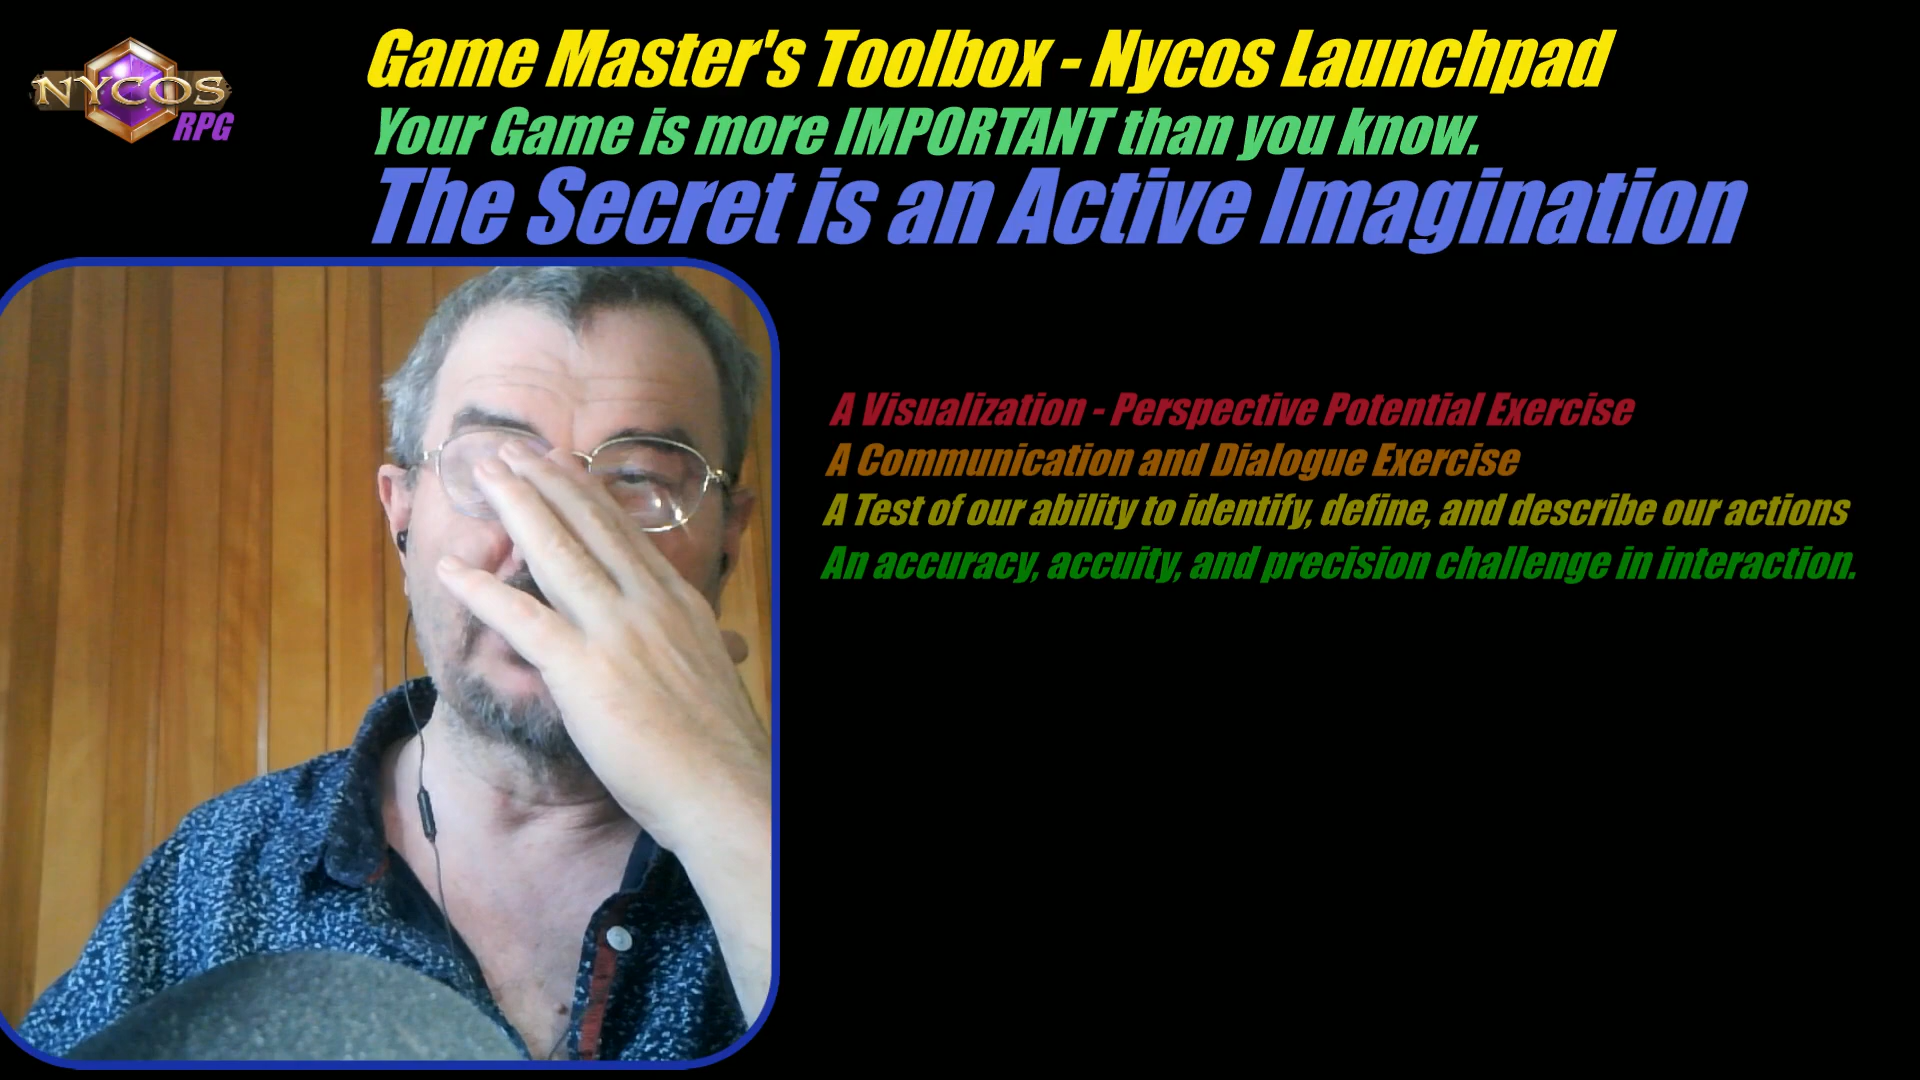 NYCOS
RPG
Game Master's Toolbox - Nycos Launchpad
Your Game is more IMPORTANT than you know.
The Secret is an Active Imagination
A Visualization - Perspective Potential Exercise
A Communication and Dialogue Exercise
A Test of our ability to identify, define, and describe our actions
An accuracy, accuity, and precision challenge in interaction.